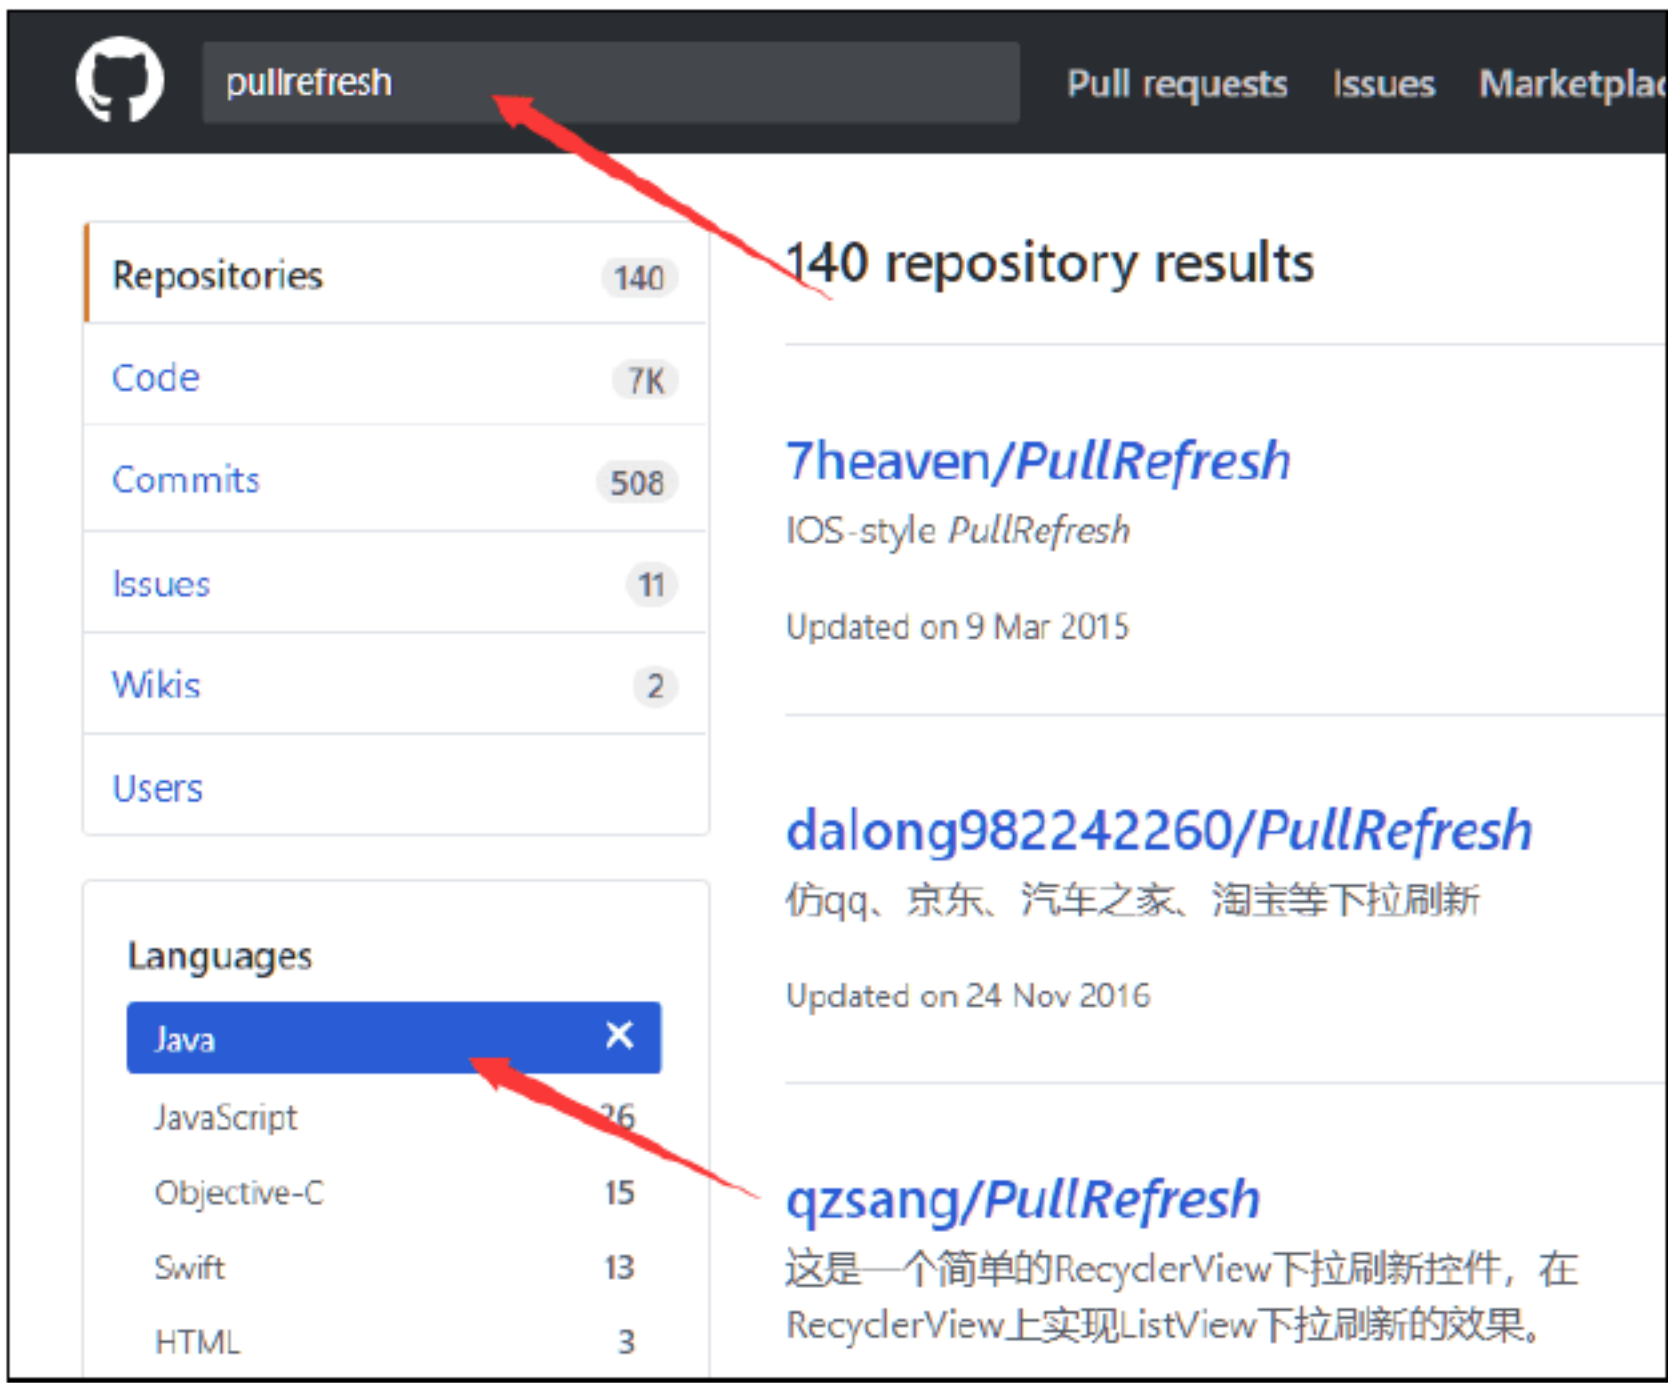 pullrefresh
Pull requests Issues Marketplac
Repositories 140
Code 7K
Commits 508
Issues 11
Wikis 2
Users
Languages
Java
JavaScript 26
Objective-C 15
Swift 13
HTML 3
140 repository results
7heaven/PullRefresh
IOS-style PullRefresh
Updated on 9 Mar 2015
dalong982242260/PullRefresh
仿qq、京东、汽车之家、淘宝等下拉刷新
Updated on 24 Nov 2016
qzsang/PullRefresh
这是一个简单的RecyclerView下拉刷新控件，在
RecyclerView上实现ListView下拉刷新的效果。